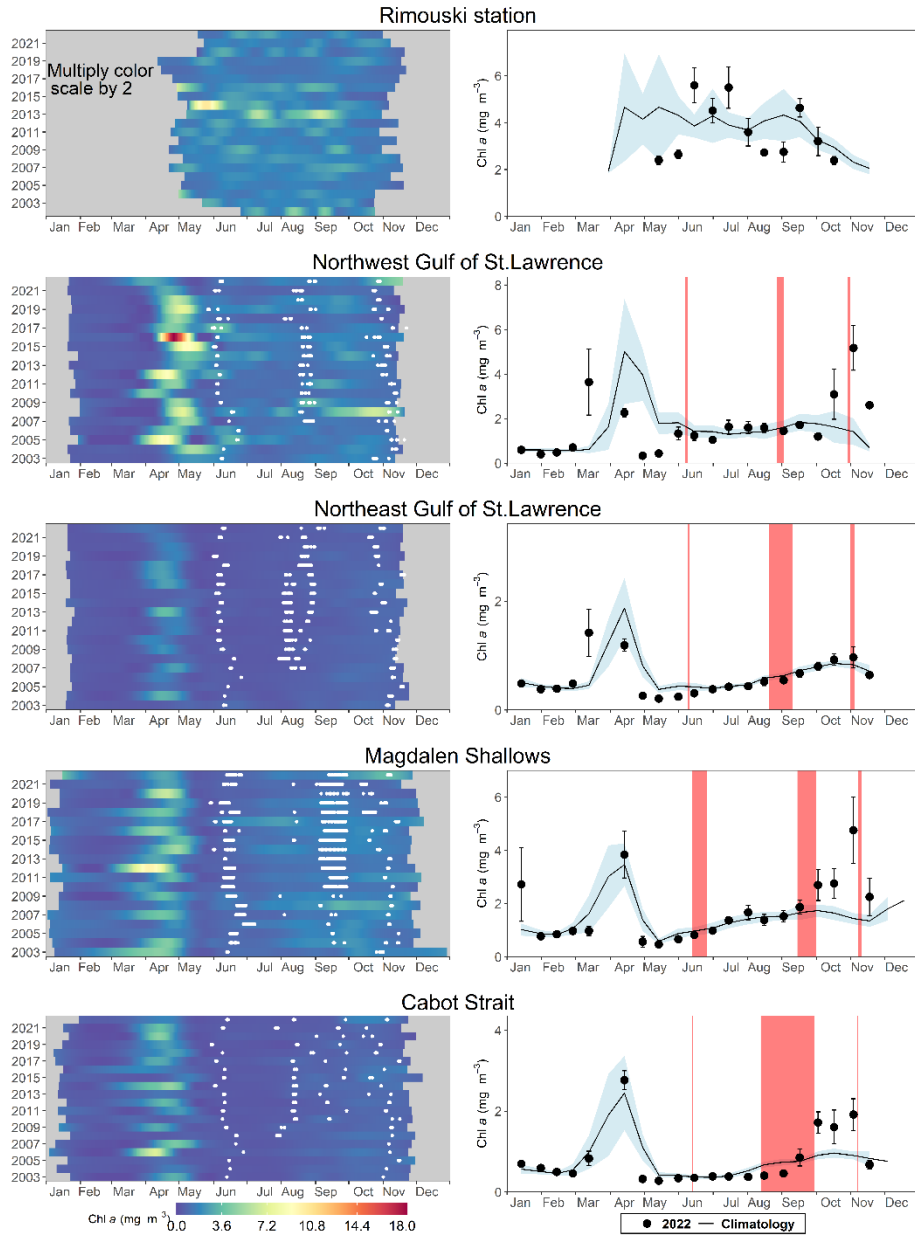 Rimouski station
Multiply color
scale by 2
2021
2019
2017
2015
2013
2011
2009
2007
2005
2003
Jan Feb Mar Apr May Jun Jul Aug Sep Oct Nov Dec
Chl a (mg m−3)
6
4
2
0
Jan Feb Mar Apr May Jun Jul Aug Sep Oct Nov Dec
Northwest Gulf of St.Lawrence
2021
2019
2017
2015
2013
2011
2009
2007
2005
2003
Jan Feb Mar Apr May Jun Jul Aug Sep Oct Nov Dec
Chl a (mg m−3)
8
6
4
2
0
Jan Feb Mar Apr May Jun Jul Aug Sep Oct Nov Dec
Northeast Gulf of St.Lawrence
2021
2019
2017
2015
2013
2011
2009
2007
2005
2003
Jan Feb Mar Apr May Jun Jul Aug Sep Oct Nov Dec
Chl a (mg m−3)
2
0
Jan Feb Mar Apr May Jun Jul Aug Sep Oct Nov Dec
Magdalen Shallows
2021
2019
2017
2015
2013
2011
2009
2007
2005
2003
Jan Feb Mar Apr May Jun Jul Aug Sep Oct Nov Dec
Chl a (mg m−3)
6
4
2
0
Jan Feb Mar Apr May Jun Jul Aug Sep Oct Nov Dec
Cabot Strait
2021
2019
2017
2015
2013
2011
2009
2007
2005
2003
Jan Feb Mar Apr May Jun Jul Aug Sep Oct Nov Dec
Chl a (mg m−3)
4
2
0
Jan Feb Mar Apr May Jun Jul Aug Sep Oct Nov Dec
Chl a (mg m−3)
0.0 3.6 7.2 10.8 14.4 18.0
2022 Climatology